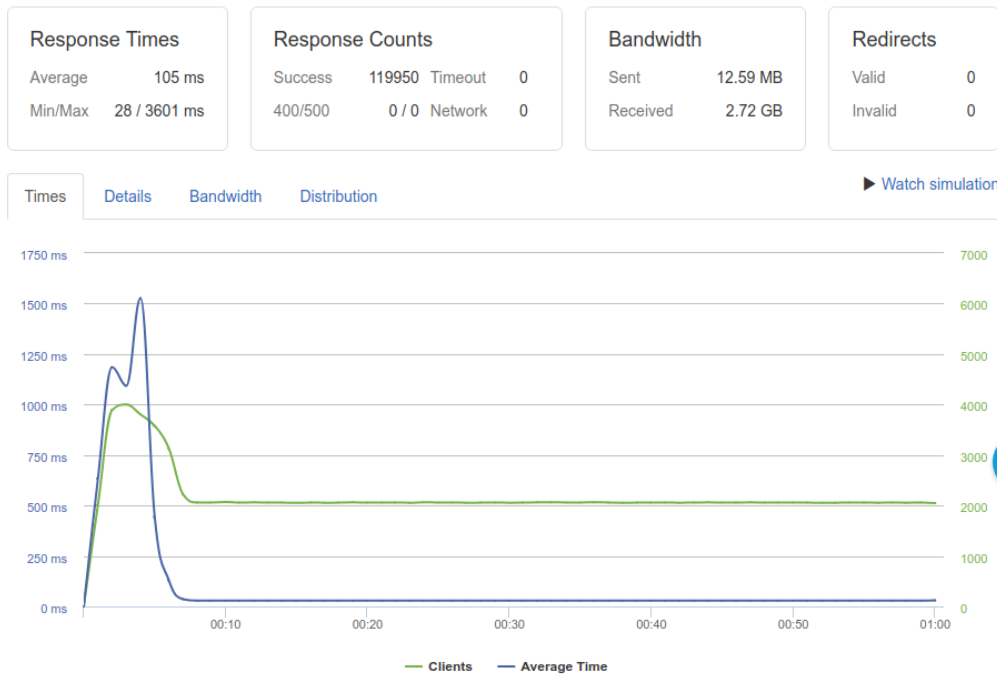 Response Times
Average 105 ms
Min/Max 28 / 3601 ms
Response Counts
Success 119950 Timeout 0
400/500 0 / 0 Network 0
Bandwidth
Sent 12.59 MB
Received 2.72 GB
Redirects
Valid 0
Invalid 0
Times Details Bandwidth Distribution
Watch simulation
1750 ms 7000
1500 ms 6000
1250 ms 5000
1000 ms 4000
750 ms 3000
500 ms 2000
250 ms 1000
0 ms 0
00:10 00:20 00:30 00:40 00:50 01:00
Clients Average Time